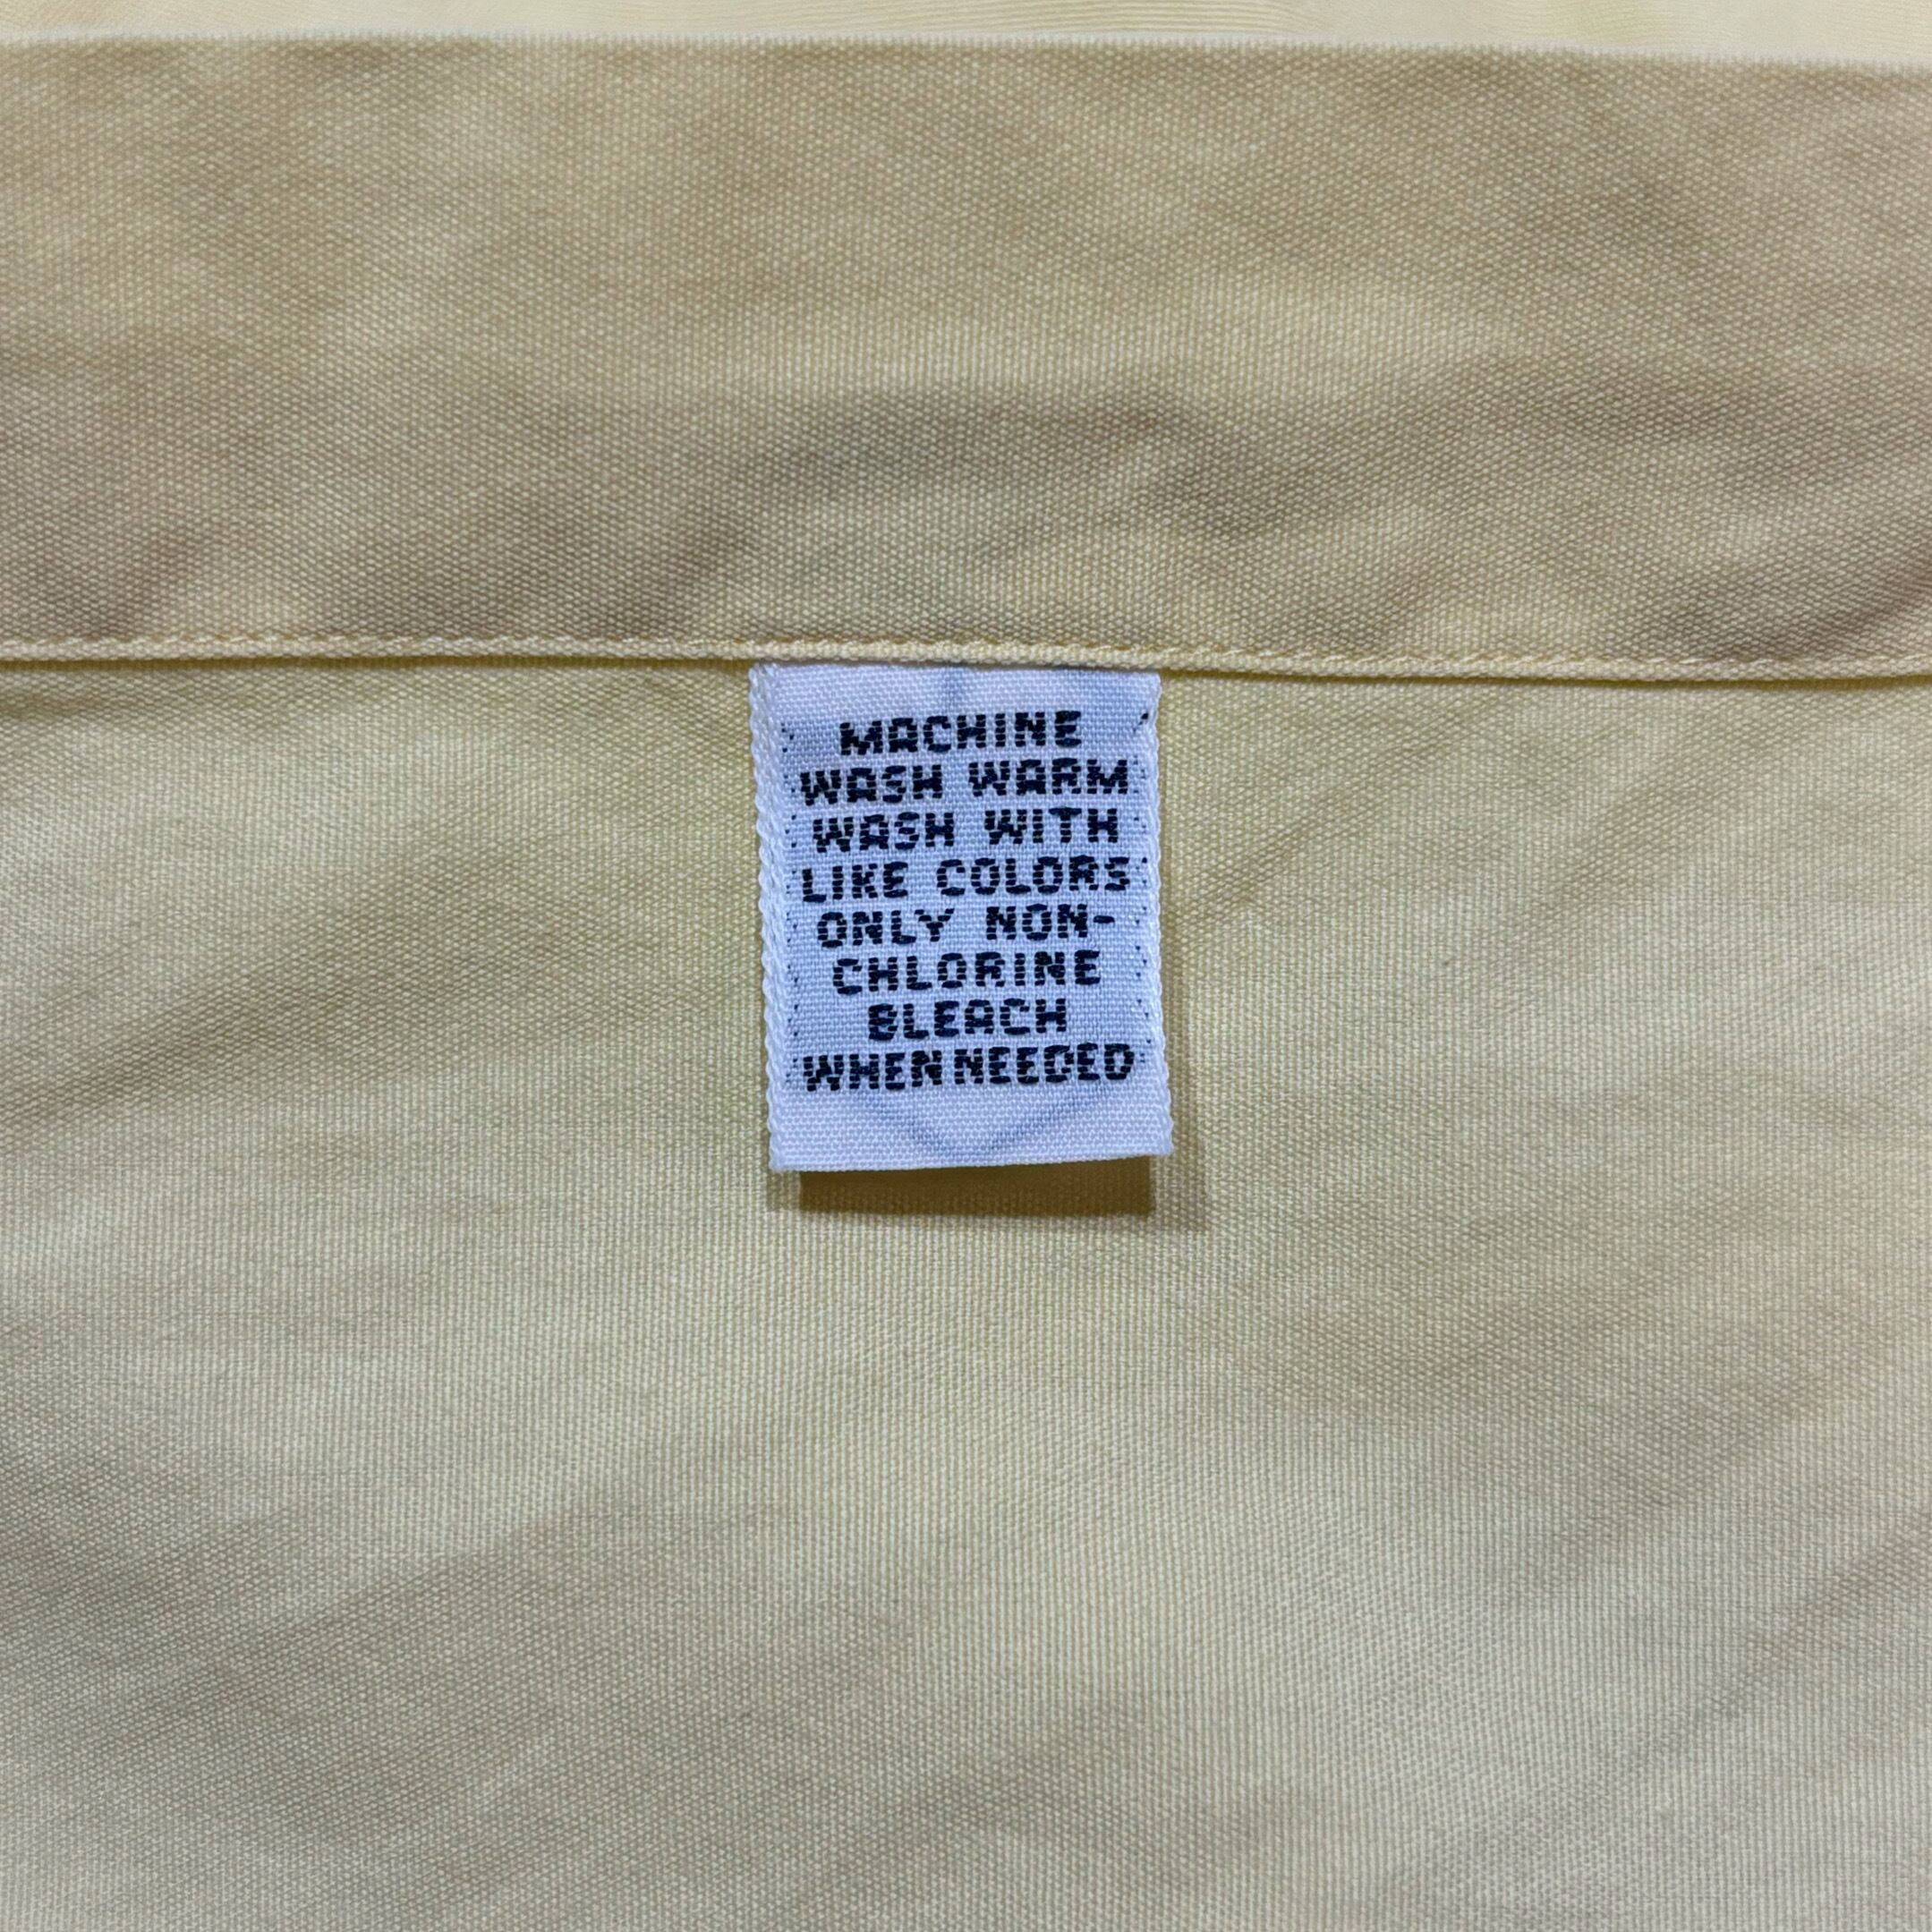 MACHINE
WASH WARM
WASH WITH
LIKE COLORS
ONLY NON-
CHLORINE
BLEACH
WHEN NEEDED